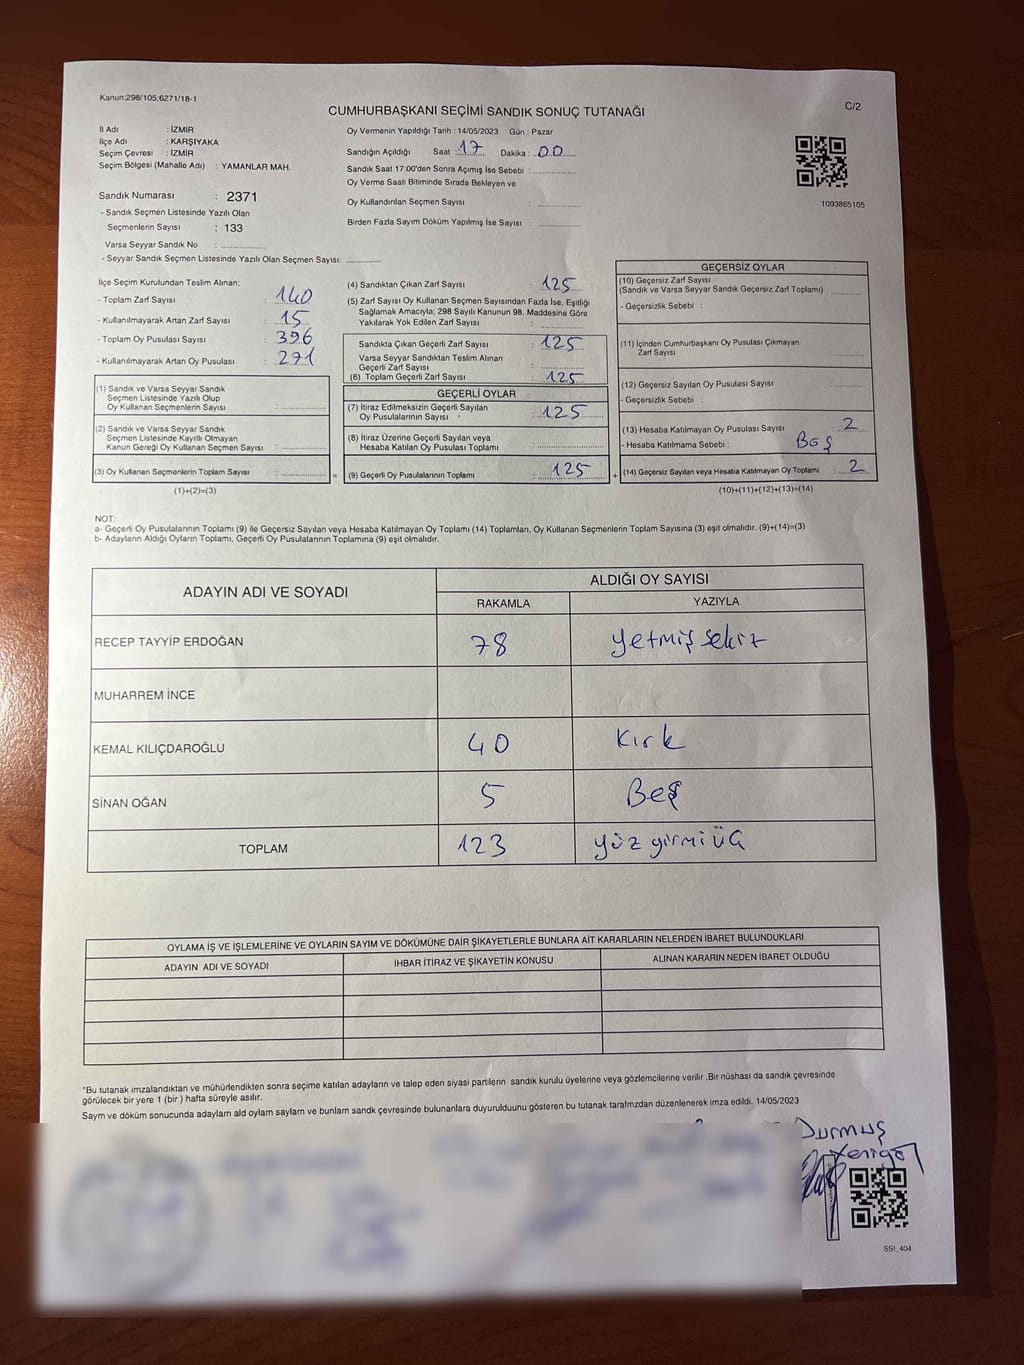 Kanun:298/105;6271/18-1
C/2
CUMHURBAŞKANI SEÇİMİ SANDIK SONUÇ TUTANAĞI
İl Adı : İZMİR
İlçe Adı : KARŞIYAKA
Seçim Çevresi : İZMİR
Seçim Bölgesi (Mahalle Adı) : YAMANLAR MAH.
Sandık Numarası : 2371
- Sandık Seçmen Listesinde Yazılı Olan
Seçmenlerin Sayısı : 133
Varsa Seyyar Sandık No : ..............
- Seyyar Sandık Seçmen Listesinde Yazılı Olan Seçmen Sayısı: ............
Oy Vermenin Yapıldığı Tarih : 14/05/2023 Gün : Pazar
Sandığın Açıldığı Saat : 17 Dakika : 00
Sandık Saat 17.00'den Sonra Açımış İse Sebebi : ..............
Oy Verme Saati Bitiminde Sırada Bekleyen ve
Oy Kullandırılan Seçmen Sayısı : ..............
Birden Fazla Sayım Döküm Yapılmış İse Sayısı : ..............
1093865105
İlçe Seçim Kurulundan Teslim Alınan;
- Toplam Zarf Sayısı : 140
- Kullanılmayarak Artan Zarf Sayısı : 15
- Toplam Oy Pusulası Sayısı : 396
- Kullanılmayarak Artan Oy Pusulası : 271
(1) Sandık ve Varsa Seyyar Sandık
Seçmen Listesinde Yazılı Olup
Oy Kullanan Seçmenlerin Sayısı : ..............
(2) Sandık ve Varsa Seyyar Sandık
Seçmen Listesinde Kayıtlı Olmayan
Kanun Gereği Oy Kullanan Seçmen Sayısı : ..............
(3) Oy Kullanan Seçmenlerin Toplam Sayısı : ..............
(1)+(2)=(3)
(4) Sandıktan Çıkan Zarf Sayısı : 125
(5) Zarf Sayısı Oy Kullanan Seçmen Sayısından Fazla İse, Eşitliği
Sağlamak Amacıyla; 298 Sayılı Kanunun 98. Maddesine Göre
Yakılarak Yok Edilen Zarf Sayısı : ..............
Sandıkta Çıkan Geçerli Zarf Sayısı : 125
Varsa Seyyar Sandıktan Teslim Alınan
Geçerli Zarf Sayısı : ..............
(6) Toplam Geçerli Zarf Sayısı : 125
GEÇERLİ OYLAR
(7) İtiraz Edilmeksizin Geçerli Sayılan
Oy Pusulalarının Sayısı : 125
(8) İtiraz Üzerine Geçerli Sayılan veya
Hesaba Katılan Oy Pusulası Toplamı : ..............
= (9) Geçerli Oy Pusulalarının Toplamı : 125
GEÇERSİZ OYLAR
(10) Geçersiz Zarf Sayısı
(Sandık ve Varsa Seyyar Sandık Geçersiz Zarf Toplamı) : ..........
- Geçersizlik Sebebi :
(11) İçinden Cumhurbaşkanı Oy Pusulası Çıkmayan
Zarf Sayısı : ..........
(12) Geçersiz Sayılan Oy Pusulası Sayısı : ..........
- Geçersizlik Sebebi :
(13) Hesaba Katılmayan Oy Pusulası Sayısı : 2
- Hesaba Katılmama Sebebi : Boş
+ (14) Geçersiz Sayılan veya Hesaba Katılmayan Oy Toplamı : 2
(10)+(11)+(12)+(13)=(14)
NOT:
a- Geçerli Oy Pusulalarının Toplamı (9) ile Geçersiz Sayılan veya Hesaba Katılmayan Oy Toplamı (14) Toplamları, Oy Kullanan Seçmenlerin Toplam Sayısına (3) eşit olmalıdır. (9)+(14)=(3)
b- Adayların Aldığı Oyların Toplamı, Geçerli Oy Pusulalarının Toplamına (9) eşit olmalıdır.
ADAYIN ADI VE SOYADI ALDIĞI OY SAYISI
RAKAMLA YAZIYLA
RECEP TAYYİP ERDOĞAN 78 yetmiş sekiz
MUHARREM İNCE
KEMAL KILIÇDAROĞLU 40 Kırk
SİNAN OĞAN 5 Beş
TOPLAM 123 yüz yirmi üç
OYLAMA İŞ VE İŞLEMLERİNE VE OYLARIN SAYIM VE DÖKÜMÜNE DAİR ŞİKAYETLERLE BUNLARA AİT KARARLARIN NELERDEN İBARET BULUNDUKLARI
ADAYIN ADI VE SOYADI İHBAR İTİRAZ VE ŞİKAYETİN KONUSU ALINAN KARARIN NEDEN İBARET OLDUĞU
*Bu tutanak imzalandıktan ve mühürlendikten sonra seçime katılan adayların ve talep eden siyasi partilerin sandık kurulu üyelerine veya gözlemcilerine verilir .Bir nüshası da sandık çevresinde
görülecek bir yere 1 (bir ) hafta süreyle asılır.
Sayım ve döküm sonucunda adayların ald oyların sayların ve bunlarn sandk çevresinde bulunanlara duyurulduunu gösteren bu tutanak tarafmzdan düzenlenerek imza edildi. 14/05/2023
Durmuş
Yenigöl
SSI_404